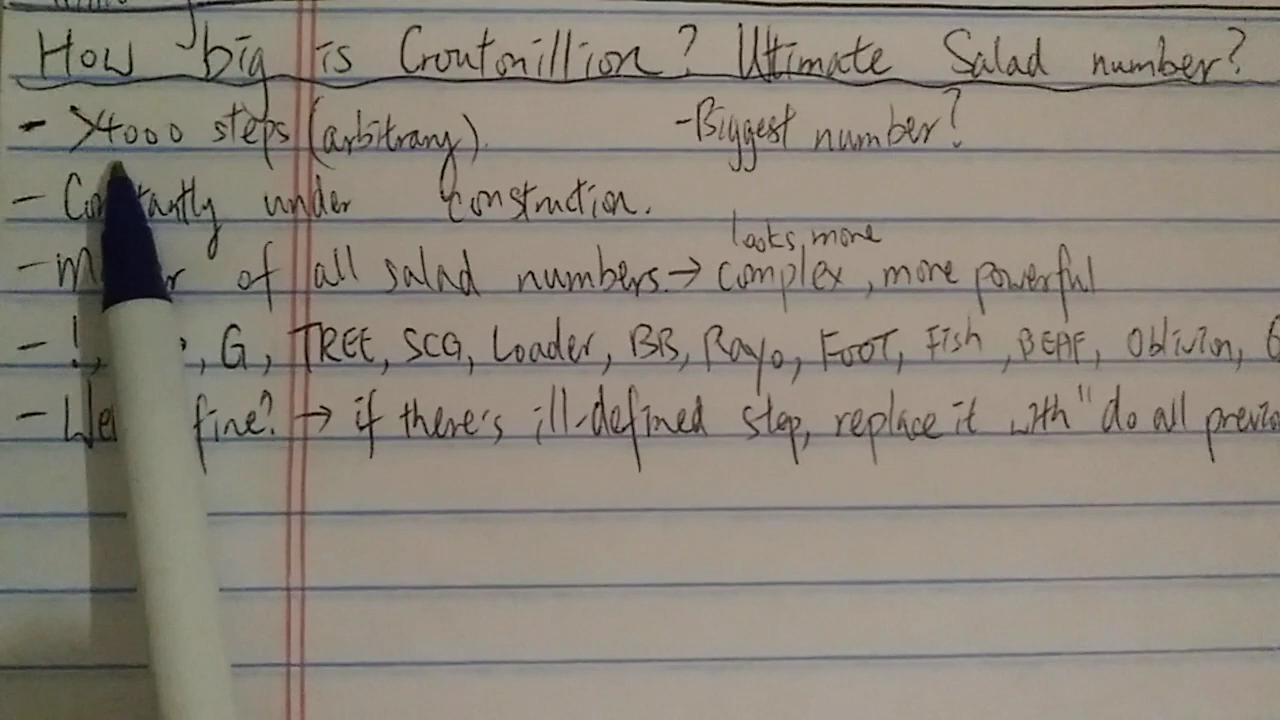 How big is Croutonillion? Ultimate Salad number?
- >4000 steps (arbitrary). -Biggest number?
- under construction.
looks more
- of all salad numbers. → complex, more powerful
- !, , G, TREE, SCG, Loader, BB, Rayo, FOOT, Fish, BEAF, Oblivion,
- fine? → if there's ill-defined step, replace it with "do all